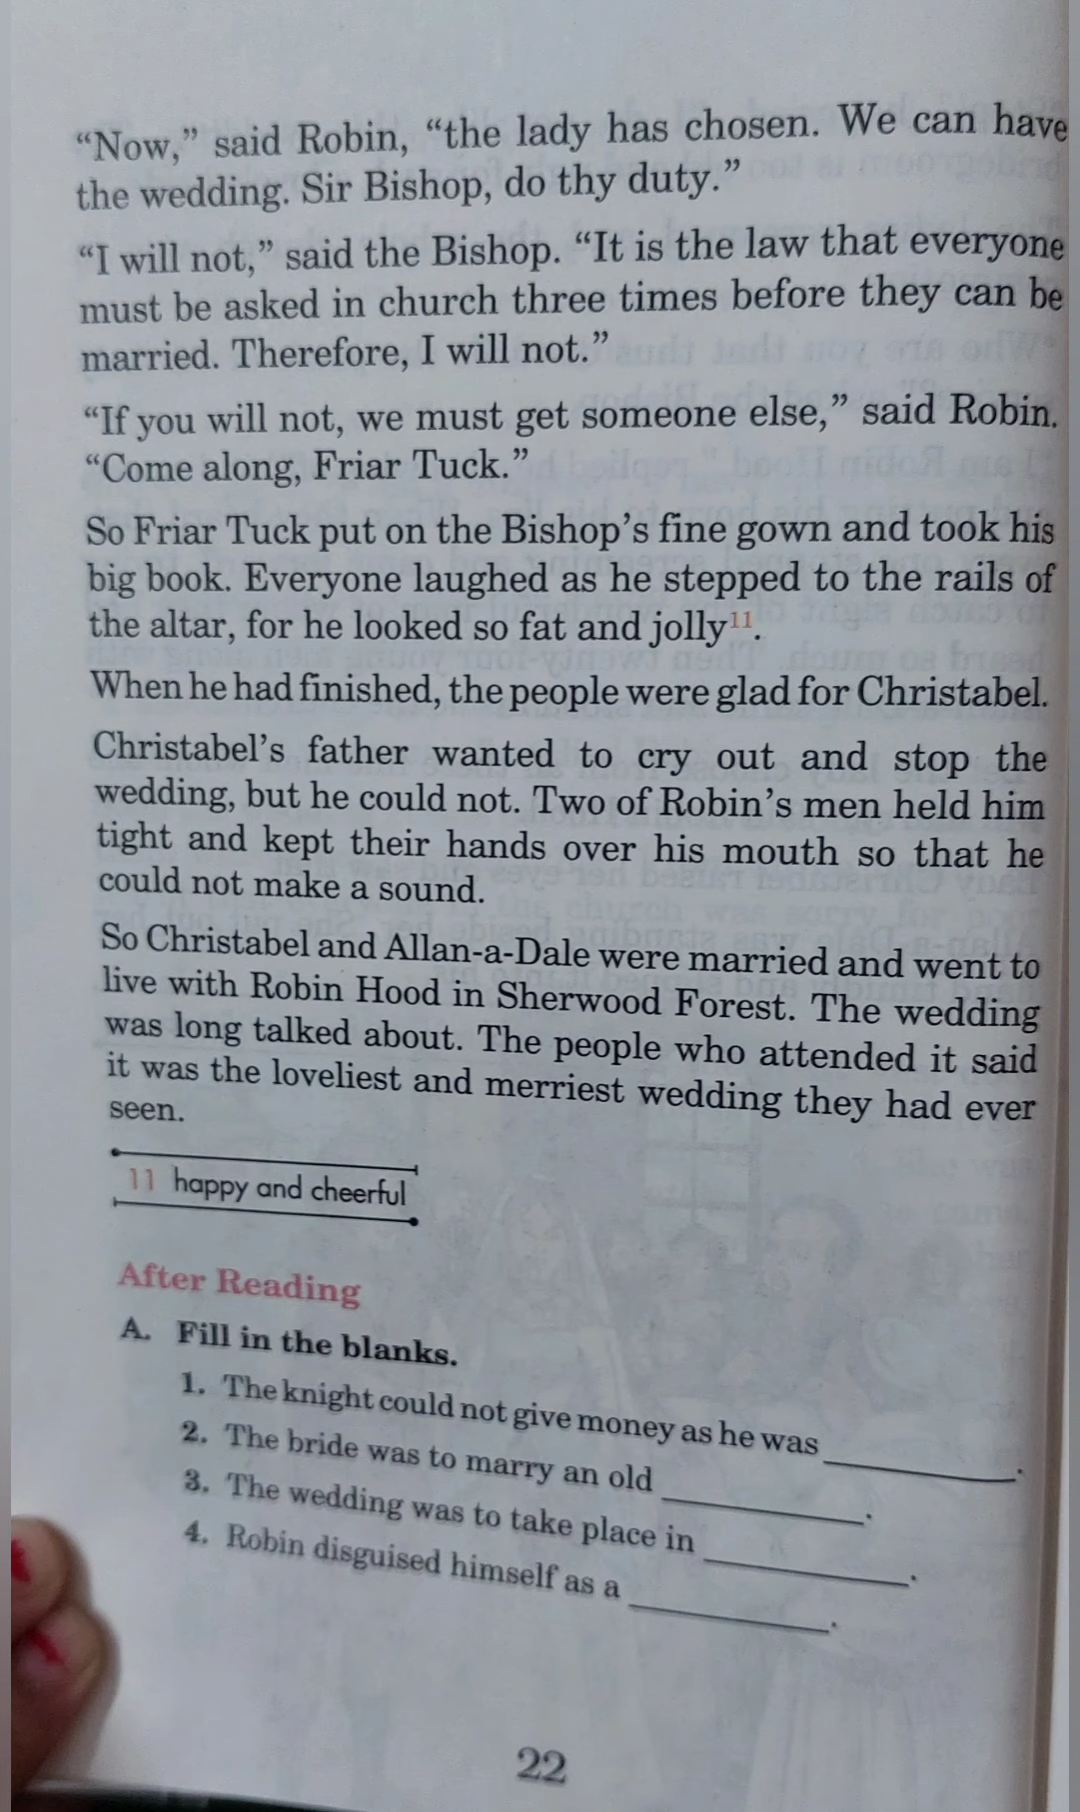 “Now,” said Robin, “the lady has chosen. We can have
the wedding. Sir Bishop, do thy duty.”
“I will not,” said the Bishop. “It is the law that everyone
must be asked in church three times before they can be
married. Therefore, I will not.”
“If you will not, we must get someone else,” said Robin.
“Come along, Friar Tuck.”
So Friar Tuck put on the Bishop’s fine gown and took his
big book. Everyone laughed as he stepped to the rails of
the altar, for he looked so fat and jolly11.
When he had finished, the people were glad for Christabel.
Christabel’s father wanted to cry out and stop the
wedding, but he could not. Two of Robin’s men held him
tight and kept their hands over his mouth so that he
could not make a sound.
So Christabel and Allan-a-Dale were married and went to
live with Robin Hood in Sherwood Forest. The wedding
was long talked about. The people who attended it said
it was the loveliest and merriest wedding they had ever
seen.
11 happy and cheerful
After Reading
A. Fill in the blanks.
1. The knight could not give money as he was ____________.
2. The bride was to marry an old ____________.
3. The wedding was to take place in ____________.
4. Robin disguised himself as a ____________.
22